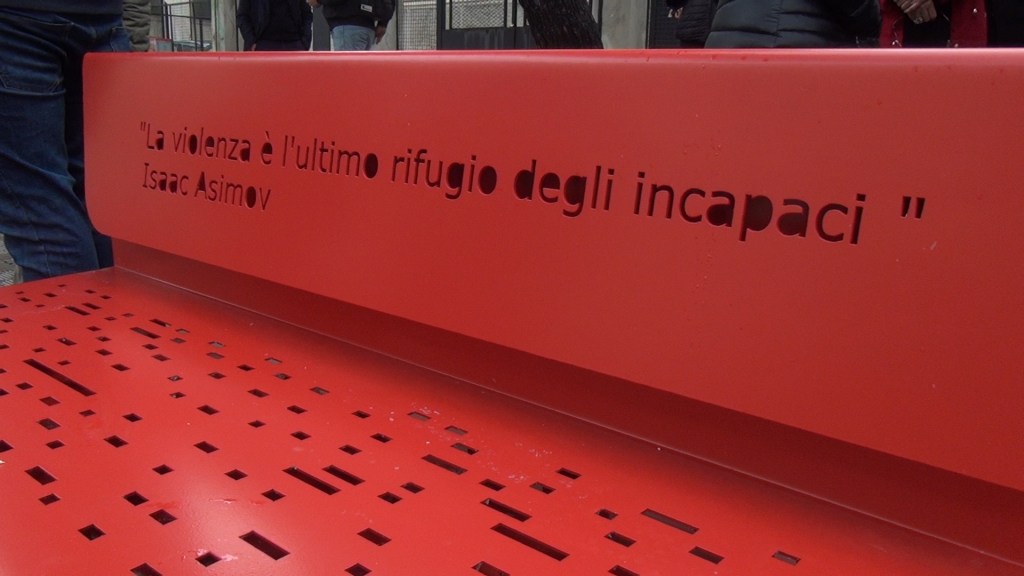 "La violenza è l'ultimo rifugio degli incapaci "
Isaac Asimov